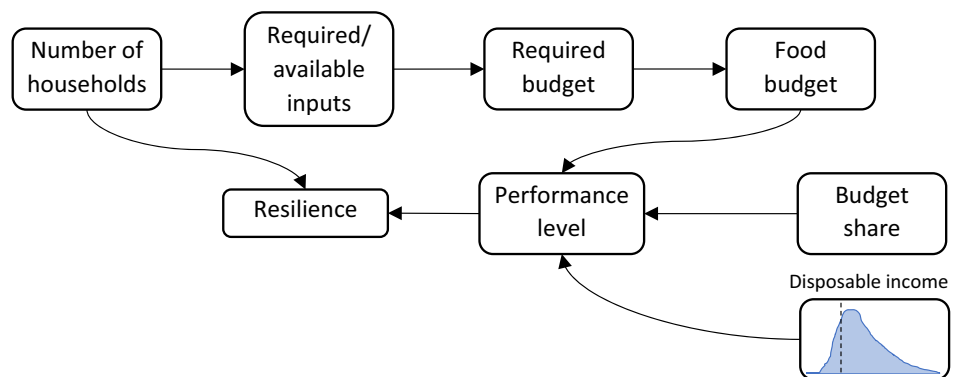 Number of
households
Required/
available
inputs
Required
budget
Food
budget
Resilience
Performance
level
Budget
share
Disposable income